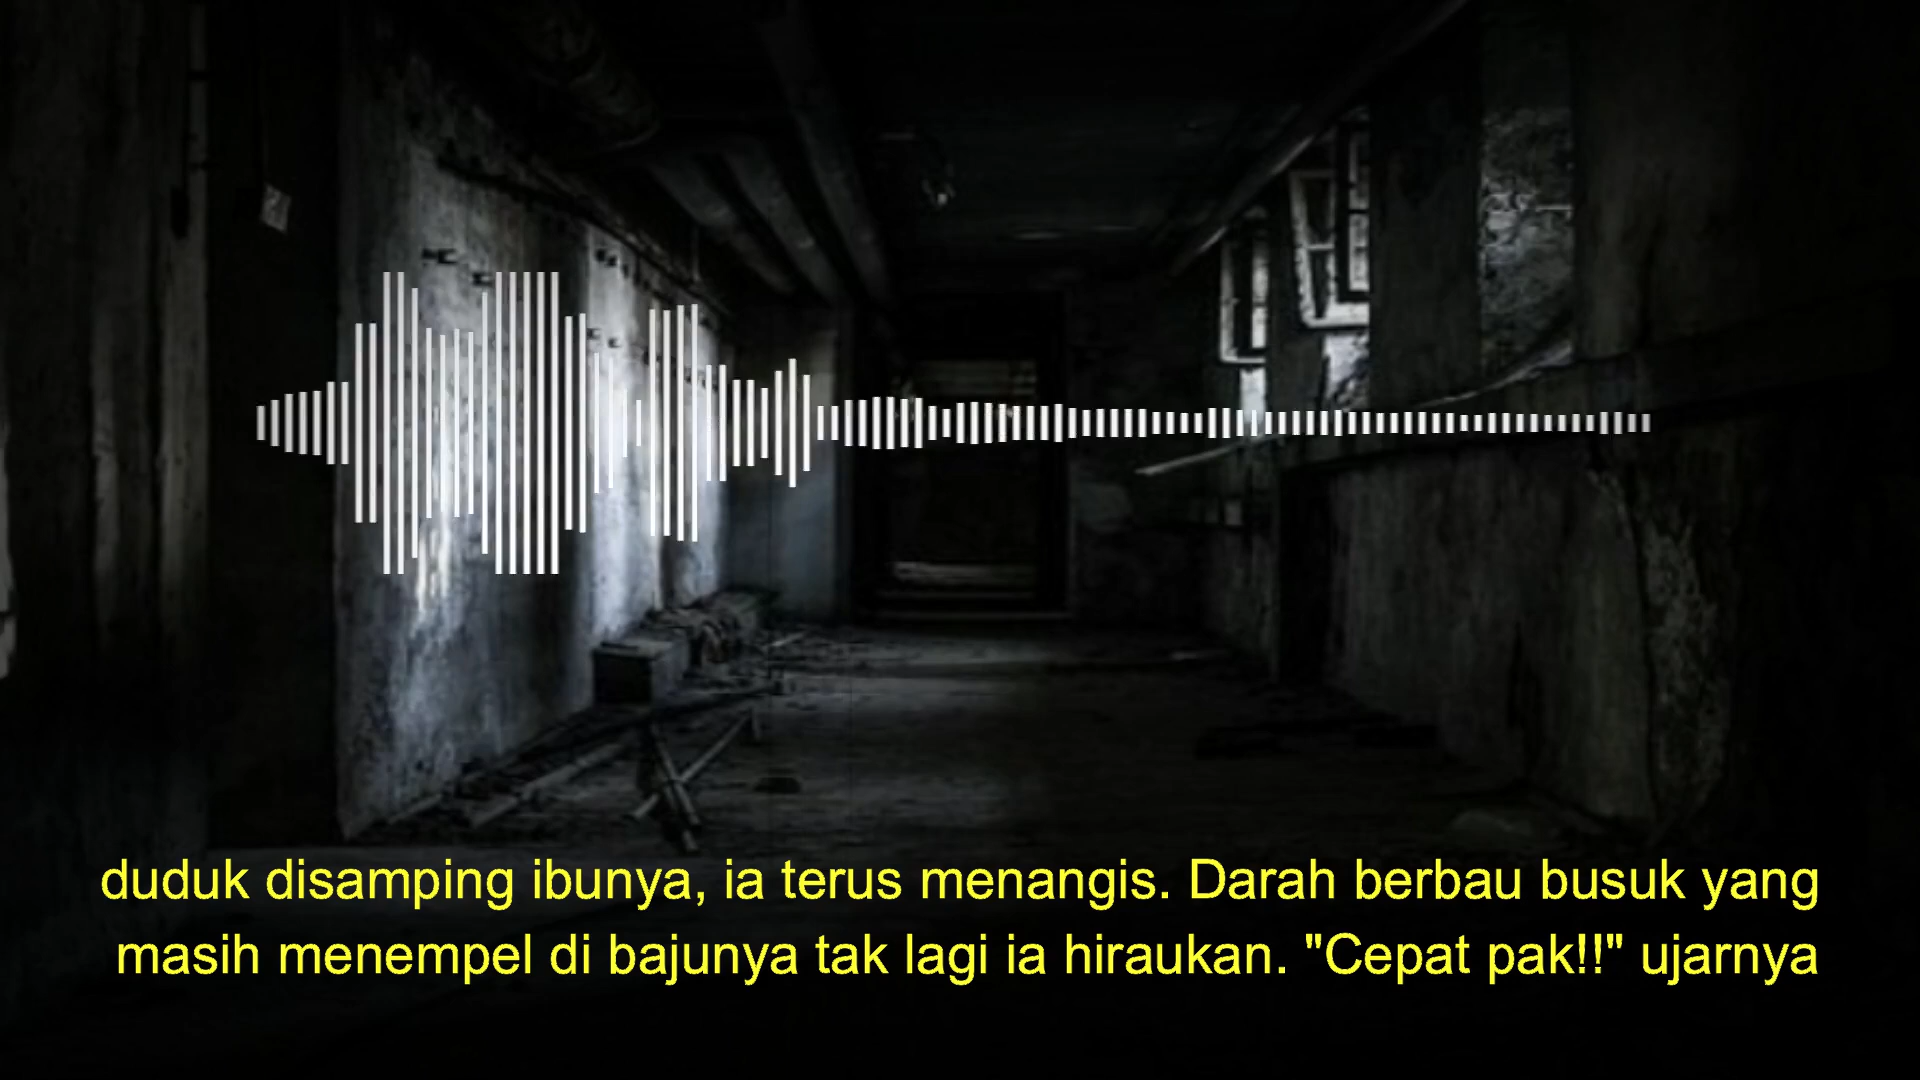 duduk disamping ibunya, ia terus menangis. Darah berbau busuk yang
masih menempel di bajunya tak lagi ia hiraukan. "Cepat pak!!" ujarnya